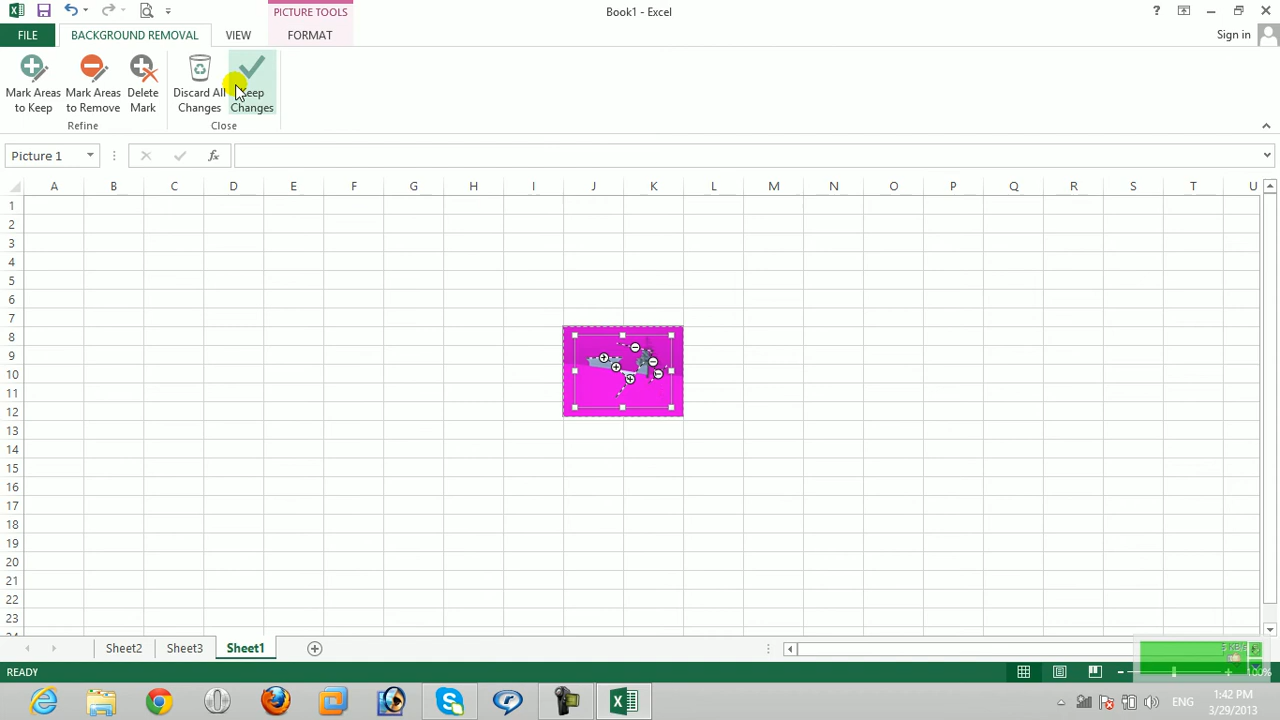 PICTURE TOOLS
Book1 - Excel
?
FILE
BACKGROUND REMOVAL
VIEW
FORMAT
Sign in
Mark Areas to Keep
Mark Areas to Remove
Delete Mark
Discard All Changes
Keep Changes
Refine
Close
Picture 1
fx
A B C D E F G H I J K L M N O P Q R S T U
1
2
3
4
5
6
7
8
9
10
11
12
13
14
15
16
17
18
19
20
21
22
23
Sheet2
Sheet3
Sheet1
READY
100%
ENG
1:42 PM
3/29/2013